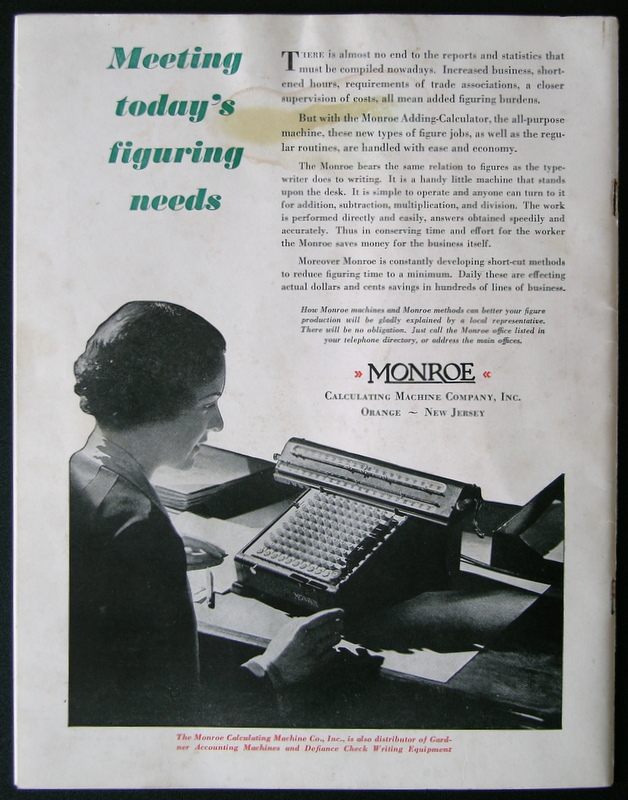 Meeting
today's
figuring
needs
THERE is almost no end to the reports and statistics that
must be compiled nowadays. Increased business, short-
ened hours, requirements of trade associations, a closer
supervision of costs, all mean added figuring burdens.
But with the Monroe Adding-Calculator, the all-purpose
machine, these new types of figure jobs, as well as the regu-
lar routines, are handled with ease and economy.
The Monroe bears the same relation to figures as the type-
writer does to writing. It is a handy little machine that stands
upon the desk. It is simple to operate and anyone can turn to it
for addition, subtraction, multiplication, and division. The work
is performed directly and easily, answers obtained speedily and
accurately. Thus in conserving time and effort for the worker
the Monroe saves money for the business itself.
Moreover Monroe is constantly developing short-cut methods
to reduce figuring time to a minimum. Daily these are effecting
actual dollars and cents savings in hundreds of lines of business.
How Monroe machines and Monroe methods can better your figure
production will be gladly explained by a local representative.
There will be no obligation. Just call the Monroe office listed in
your telephone directory, or address the main offices.
» MONROE «
CALCULATING MACHINE COMPANY, INC.
ORANGE ~ NEW JERSEY
MONROE
The Monroe Calculating Machine Co., Inc., is also distributor of Gard-
ner Accounting Machines and Defiance Check Writing Equipment